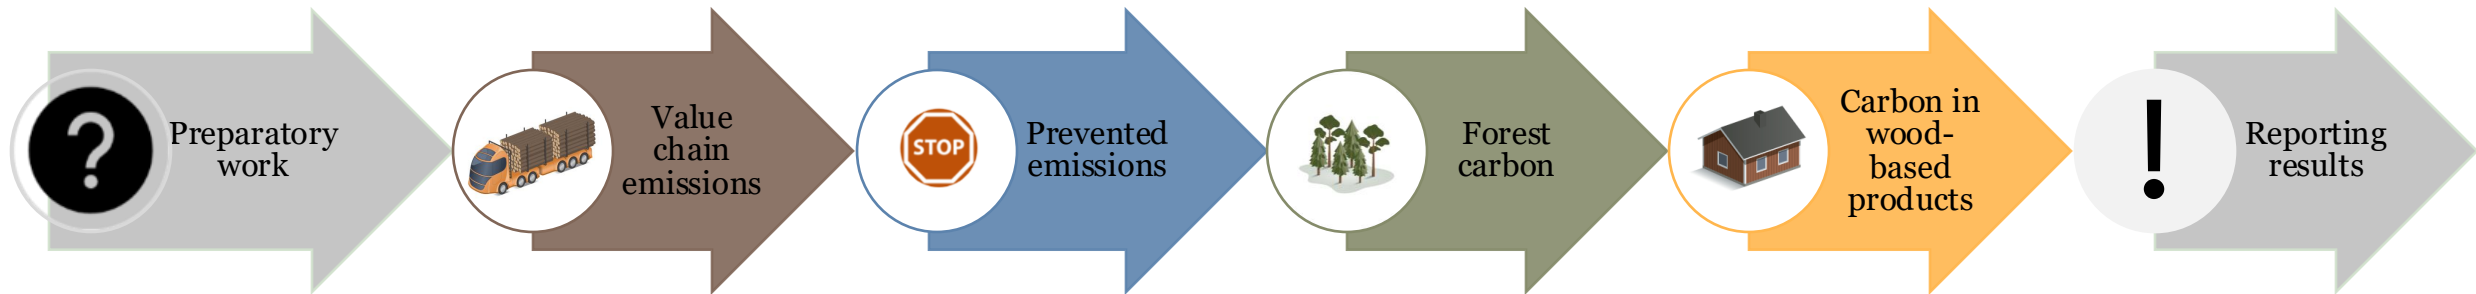 ?
Preparatory
work
Value
chain
emissions
STOP
Prevented
emissions
Forest
carbon
Carbon in
wood-
based
products
!
Reporting
results